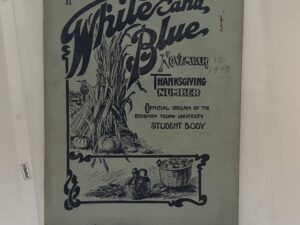 White and
Blue
November
Thanksgiving
Number
Official Organ of the
Brigham Young University
Student Body